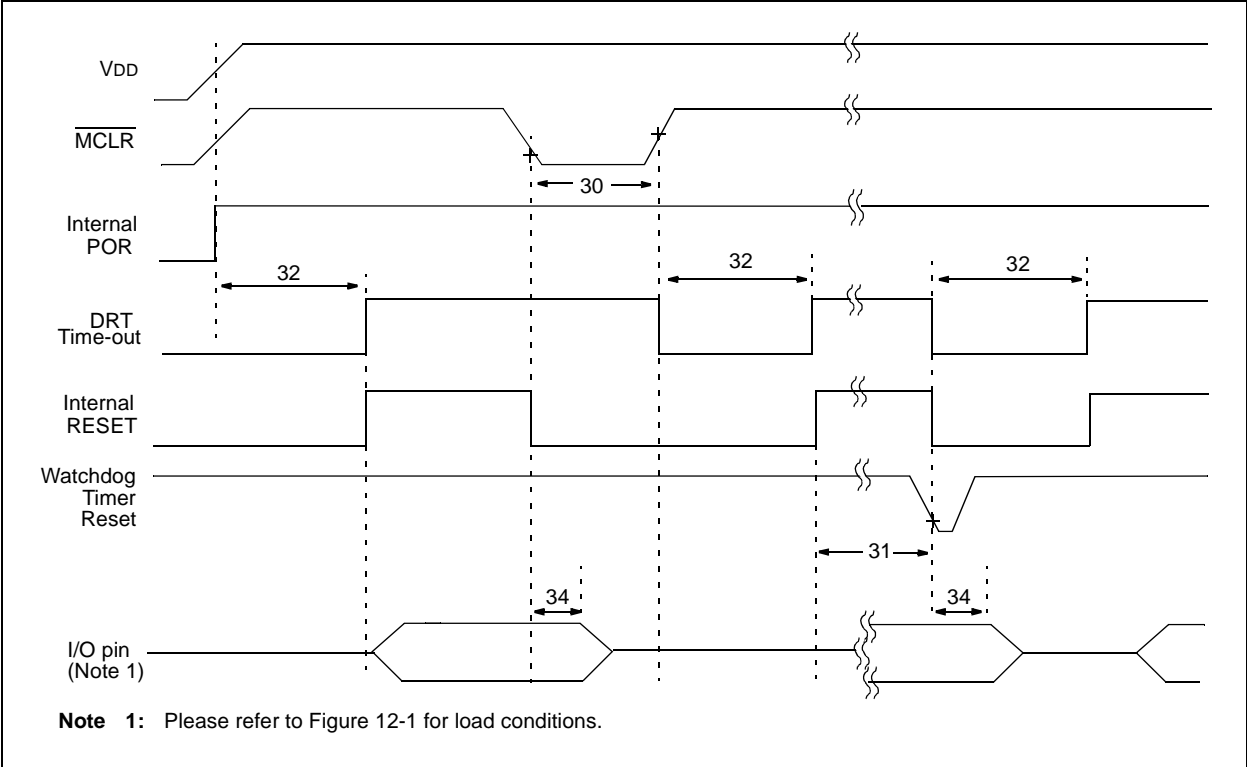 VDD
MCLR
30
Internal
POR
32
32
32
DRT
Time-out
Internal
RESET
Watchdog
Timer
Reset
31
34
34
I/O pin
(Note 1)
Note 1: Please refer to Figure 12-1 for load conditions.